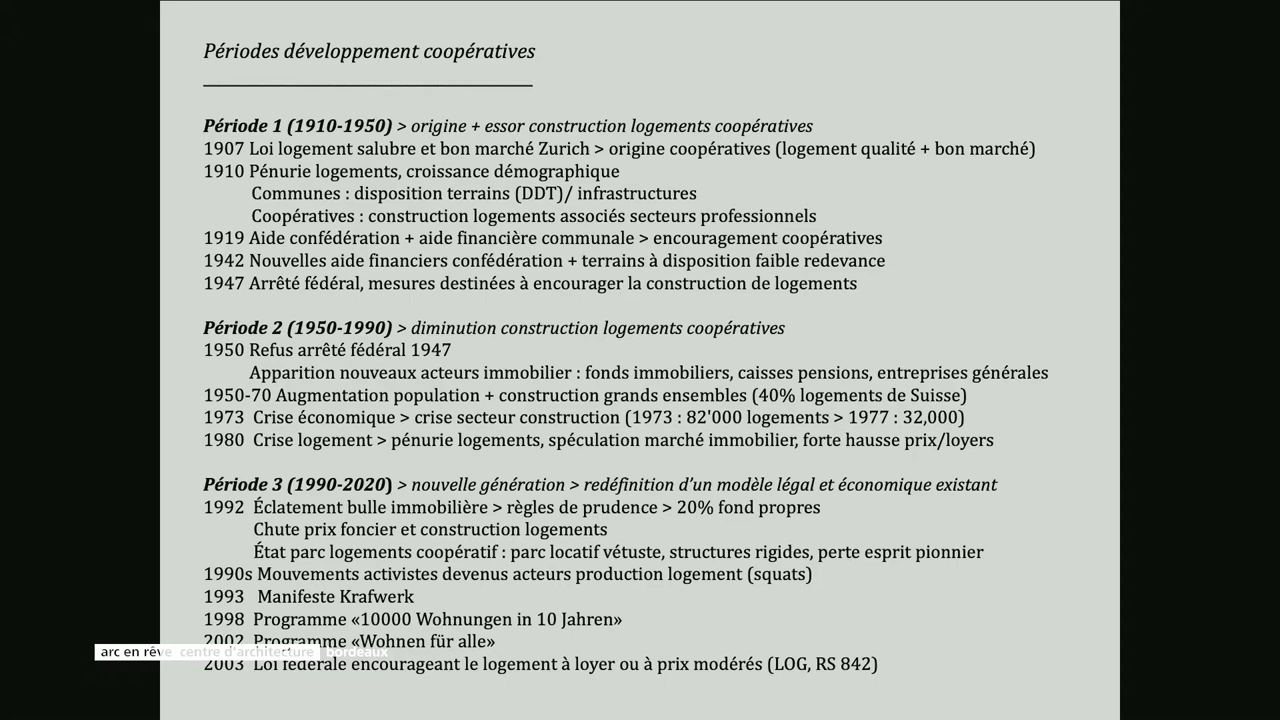 Périodes développement coopératives
Période 1 (1910-1950) > origine + essor construction logements coopératives
1907 Loi logement salubre et bon marché Zurich > origine coopératives (logement qualité + bon marché)
1910 Pénurie logements, croissance démographique
Communes : disposition terrains (DDT)/ infrastructures
Coopératives : construction logements associés secteurs professionnels
1919 Aide confédération + aide financière communale > encouragement coopératives
1942 Nouvelles aide financiers confédération + terrains à disposition faible redevance
1947 Arrêté fédéral, mesures destinées à encourager la construction de logements
Période 2 (1950-1990) > diminution construction logements coopératives
1950 Refus arrêté fédéral 1947
Apparition nouveaux acteurs immobilier : fonds immobiliers, caisses pensions, entreprises générales
1950-70 Augmentation population + construction grands ensembles (40% logements de Suisse)
1973 Crise économique > crise secteur construction (1973 : 82'000 logements > 1977 : 32,000)
1980 Crise logement > pénurie logements, spéculation marché immobilier, forte hausse prix/loyers
Période 3 (1990-2020) > nouvelle génération > redéfinition d'un modèle légal et économique existant
1992 Éclatement bulle immobilière > règles de prudence > 20% fond propres
Chute prix foncier et construction logements
État parc logements coopératif : parc locatif vétuste, structures rigides, perte esprit pionnier
1990s Mouvements activistes devenus acteurs production logement (squats)
1993 Manifeste Krafwerk
1998 Programme «10000 Wohnungen in 10 Jahren»
2002 Programme «Wohnen für alle»
arc en rêve centre d'architecture bordeaux
2003 Loi fédérale encourageant le logement à loyer ou à prix modérés (LOG, RS 842)